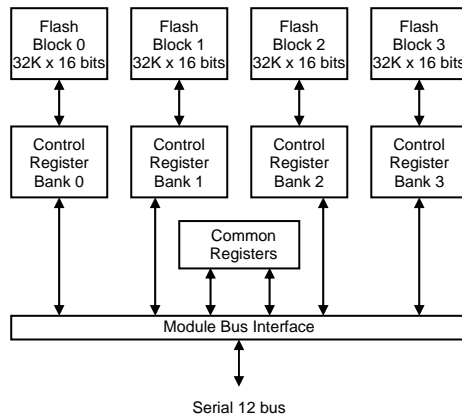 Flash
Block 0
32K x 16 bits
Flash
Block 1
32K x 16 bits
Flash
Block 2
32K x 16 bits
Flash
Block 3
32K x 16 bits
Control
Register
Bank 0
Control
Register
Bank 1
Control
Register
Bank 2
Control
Register
Bank 3
Common
Registers
Module Bus Interface
Serial 12 bus